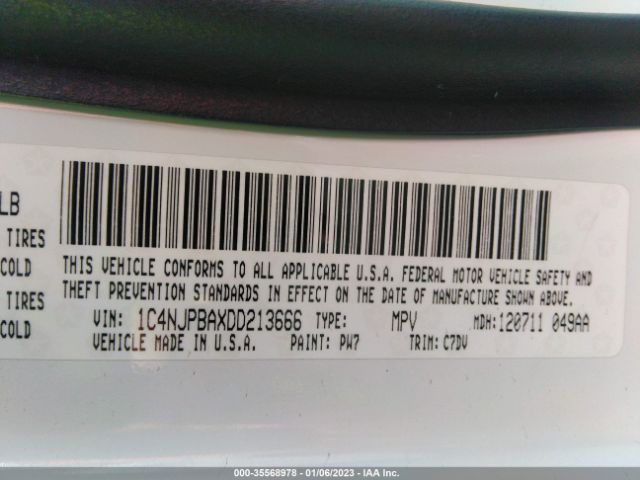 LB
TIRES
COLD
TIRES
COLD
THIS VEHICLE CONFORMS TO ALL APPLICABLE U.S.A. FEDERAL MOTOR VEHICLE SAFETY AND
THEFT PREVENTION STANDARDS IN EFFECT ON THE DATE OF MANUFACTURE SHOWN ABOVE.
VIN: 1C4NJPBAXDD213666 TYPE: MPV MDH:120711 049AA
VEHICLE MADE IN U.S.A. PAINT: PW7 TRIM: C7DV
000-35568978 - 01/06/2023 - IAA Inc.